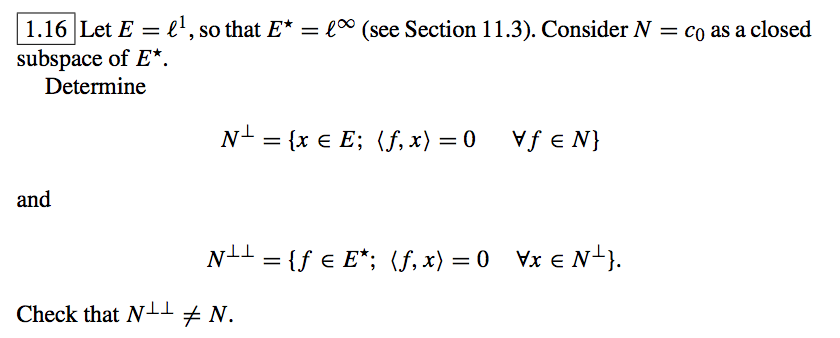 1.16 Let E = ℓ¹, so that E⋆ = ℓ∞ (see Section 11.3). Consider N = c₀ as a closed
subspace of E⋆.
Determine
N⊥ = {x ∈ E; ⟨f, x⟩ = 0 ∀f ∈ N}
and
N⊥⊥ = {f ∈ E⋆; ⟨f, x⟩ = 0 ∀x ∈ N⊥}.
Check that N⊥⊥ ≠ N.